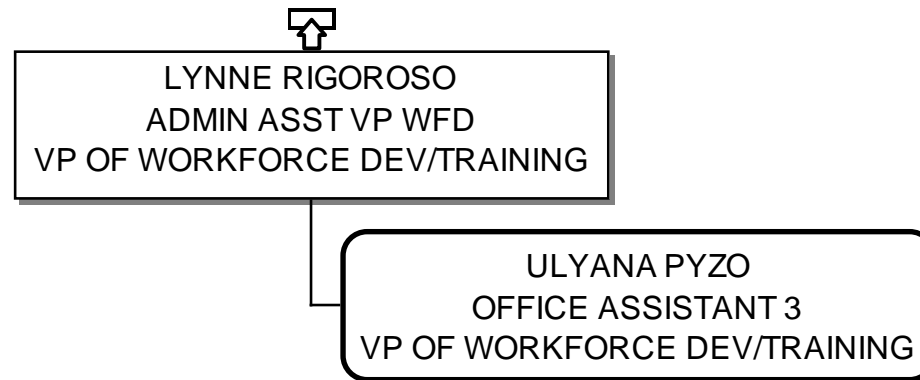 LYNNE RIGOROSO
ADMIN ASST VP WFD
VP OF WORKFORCE DEV/TRAINING
ULYANA PYZO
OFFICE ASSISTANT 3
VP OF WORKFORCE DEV/TRAINING